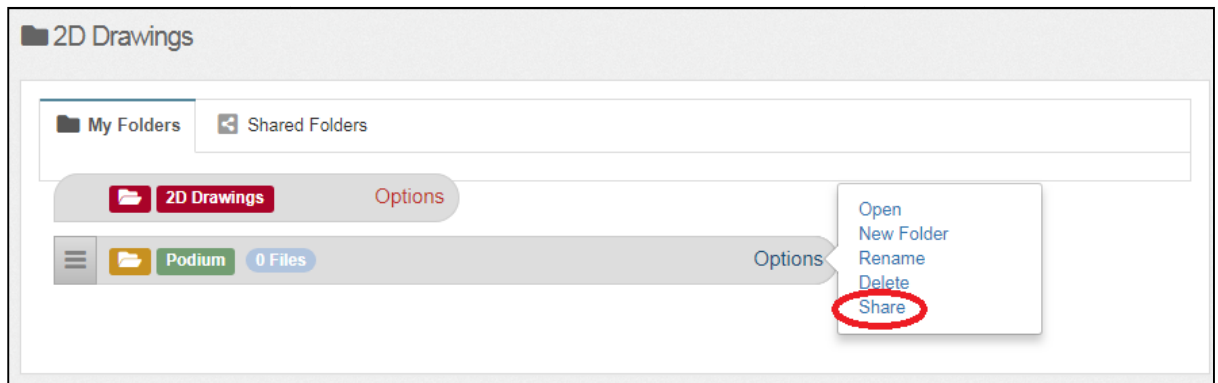 2D Drawings
My Folders Shared Folders
2D Drawings Options
Podium 0 Files Options
Open
New Folder
Rename
Delete
Share